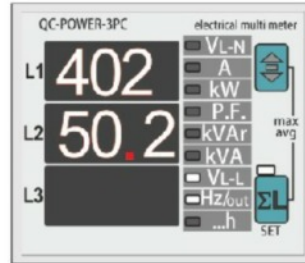 QC-POWER-3PC electrical multi meter
L1 402
L2 50.2
L3
VL-N
A
kW
P.F.
kVAr
kVA
VL-L
Hz/out
...h
max
avg
ΣL
SET